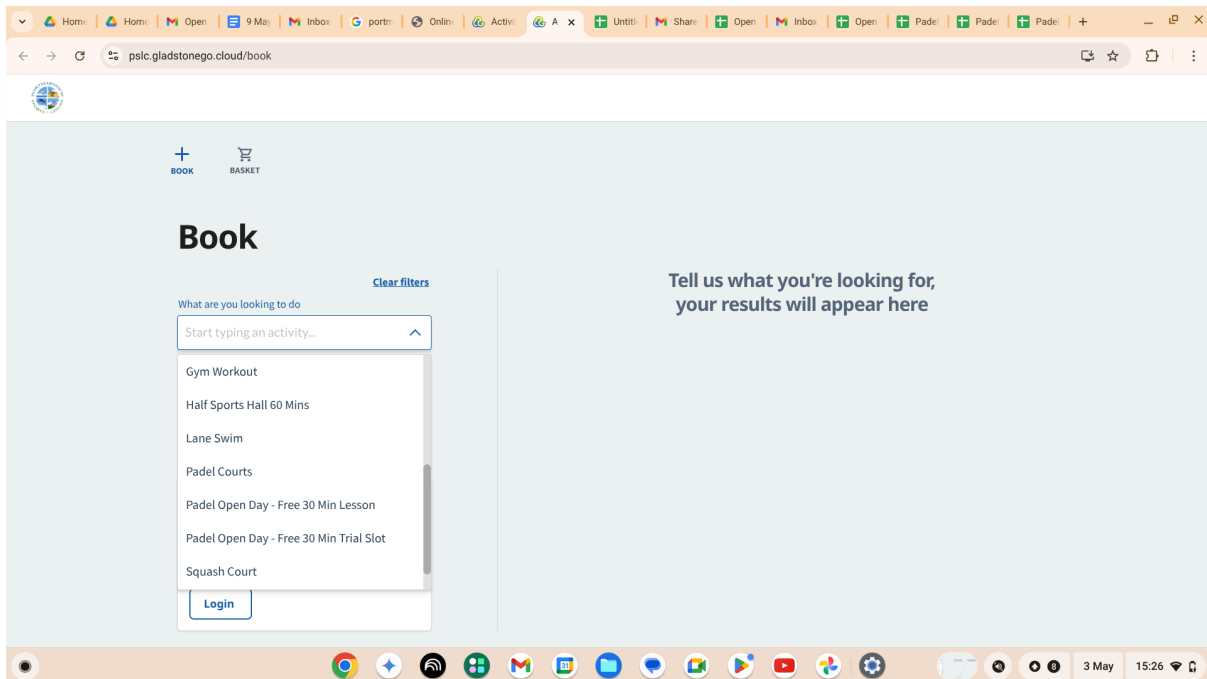 Home
Home
Open
9 May
Inbox
portm
Online
Activi
A
Untitl
Share
Open
Inbox
Open
Padel
Padel
Padel
pslc.gladstonego.cloud/book
BOOK
BASKET
Book
Clear filters
What are you looking to do
Start typing an activity...
Gym Workout
Half Sports Hall 60 Mins
Lane Swim
Padel Courts
Padel Open Day - Free 30 Min Lesson
Padel Open Day - Free 30 Min Trial Slot
Squash Court
Login
Tell us what you're looking for,
your results will appear here
31
8
3 May
15:26